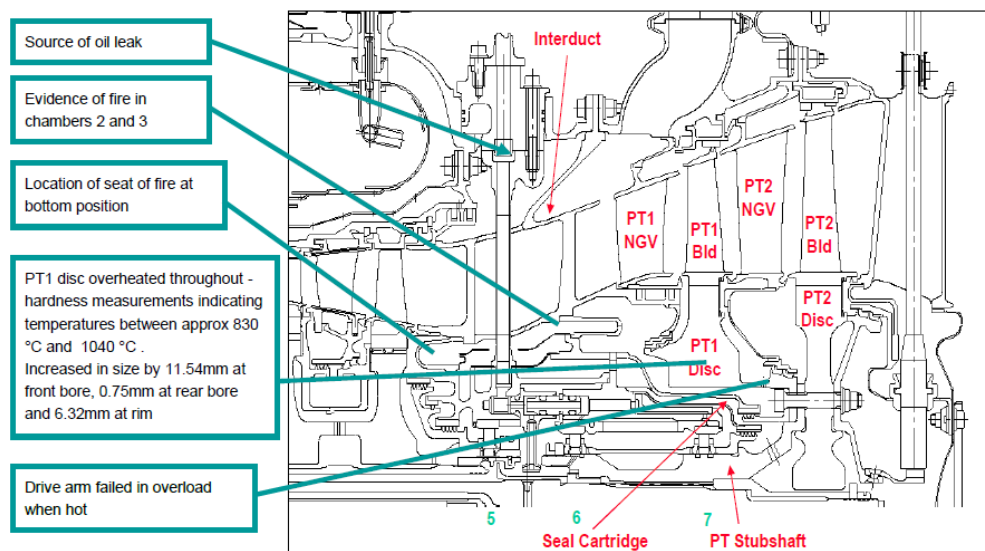 Source of oil leak
Evidence of fire in
chambers 2 and 3
Location of seat of fire at
bottom position
PT1 disc overheated throughout -
hardness measurements indicating
temperatures between approx 830
°C and 1040 °C .
Increased in size by 11.54mm at
front bore, 0.75mm at rear bore
and 6.32mm at rim
Drive arm failed in overload
when hot
Interduct
PT1
NGV
PT1
Bld
PT2
NGV
PT2
Bld
PT1
Disc
PT2
Disc
5
6
7
Seal Cartridge
PT Stubshaft